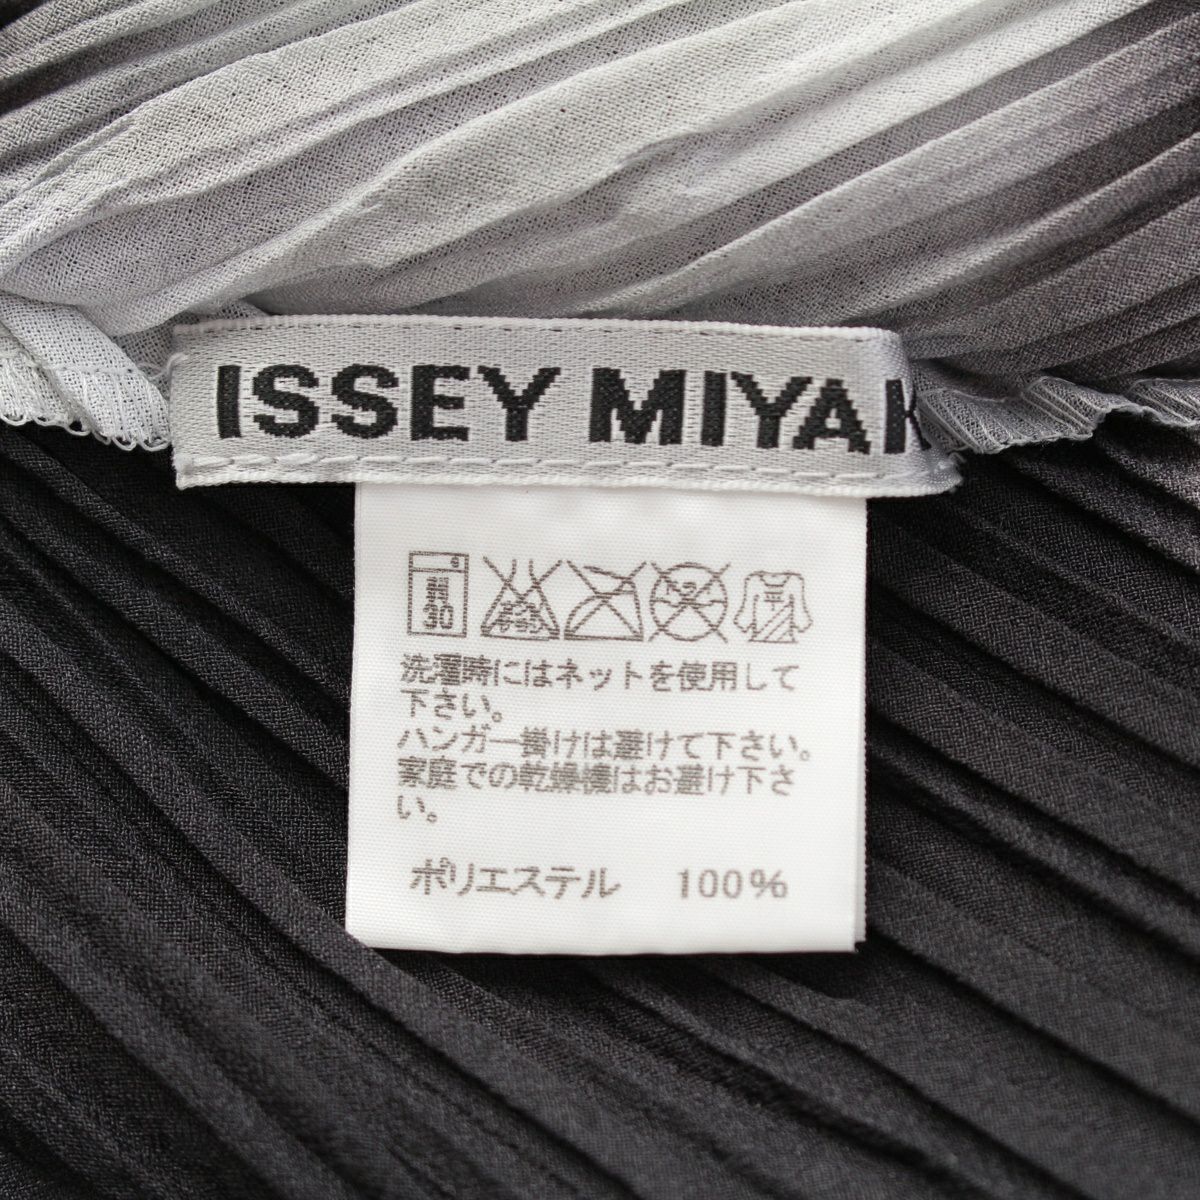 ISSEY MIYAK
弱
30
洗濯時にはネットを使用して
下さい。
ハンガー掛けは避けて下さい。
家庭での乾燥機はお避け下さ
い。
ポリエステル 100%